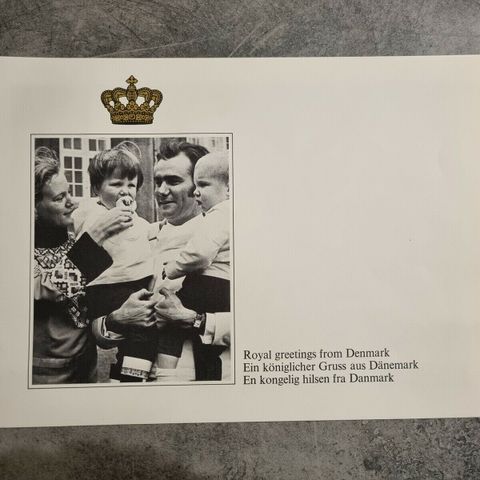 Royal greetings from Denmark
Ein königlicher Gruss aus Dänemark
En kongelig hilsen fra Danmark